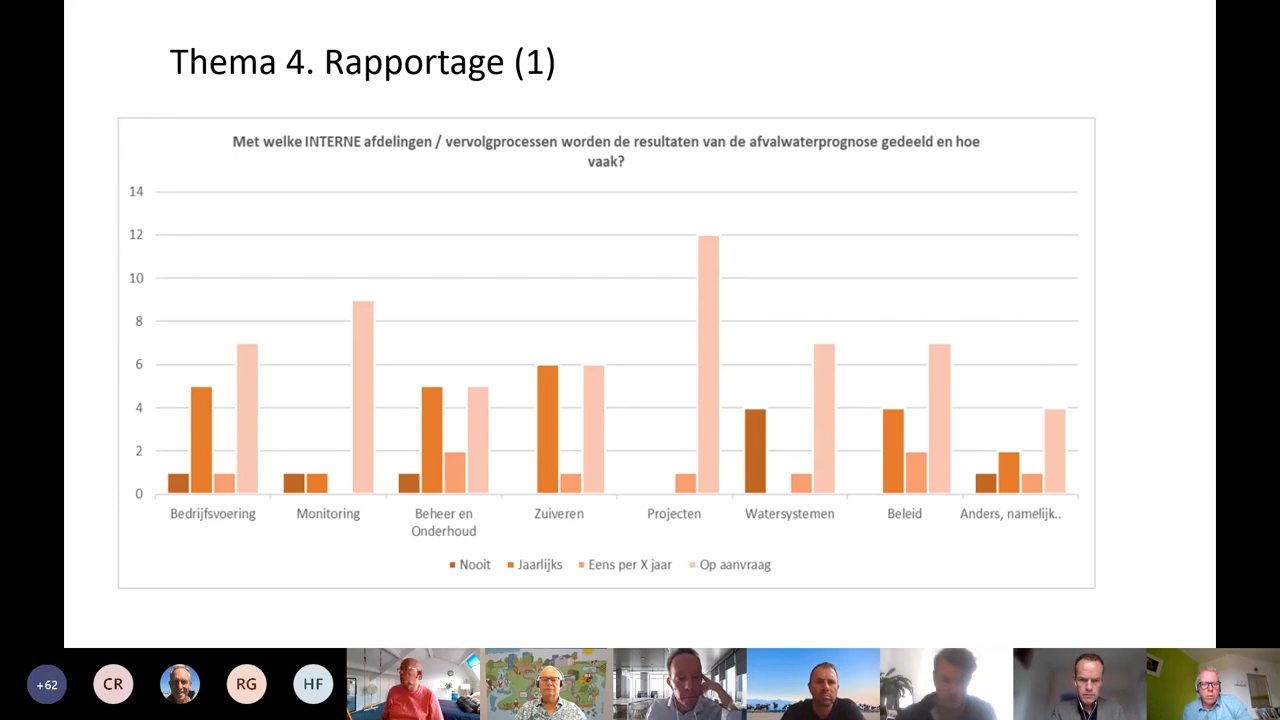 Thema 4. Rapportage (1)
Met welke INTERNE afdelingen / vervolgprocessen worden de resultaten van de afvalwaterprognose gedeeld en hoe
vaak?
14
12
10
8
6
4
2
0
Bedrijfsvoering Monitoring Beheer en Zuiveren Projecten Watersystemen Beleid Anders, namelijk..
Onderhoud
Nooit Jaarlijks Eens per X jaar Op aanvraag
+62 CR RG HF